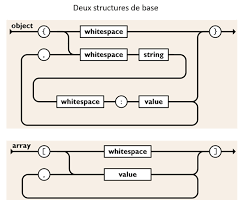 Deux structures de base
object
{ whitespace }
, whitespace string
whitespace : value
array
[ whitespace ]
, value